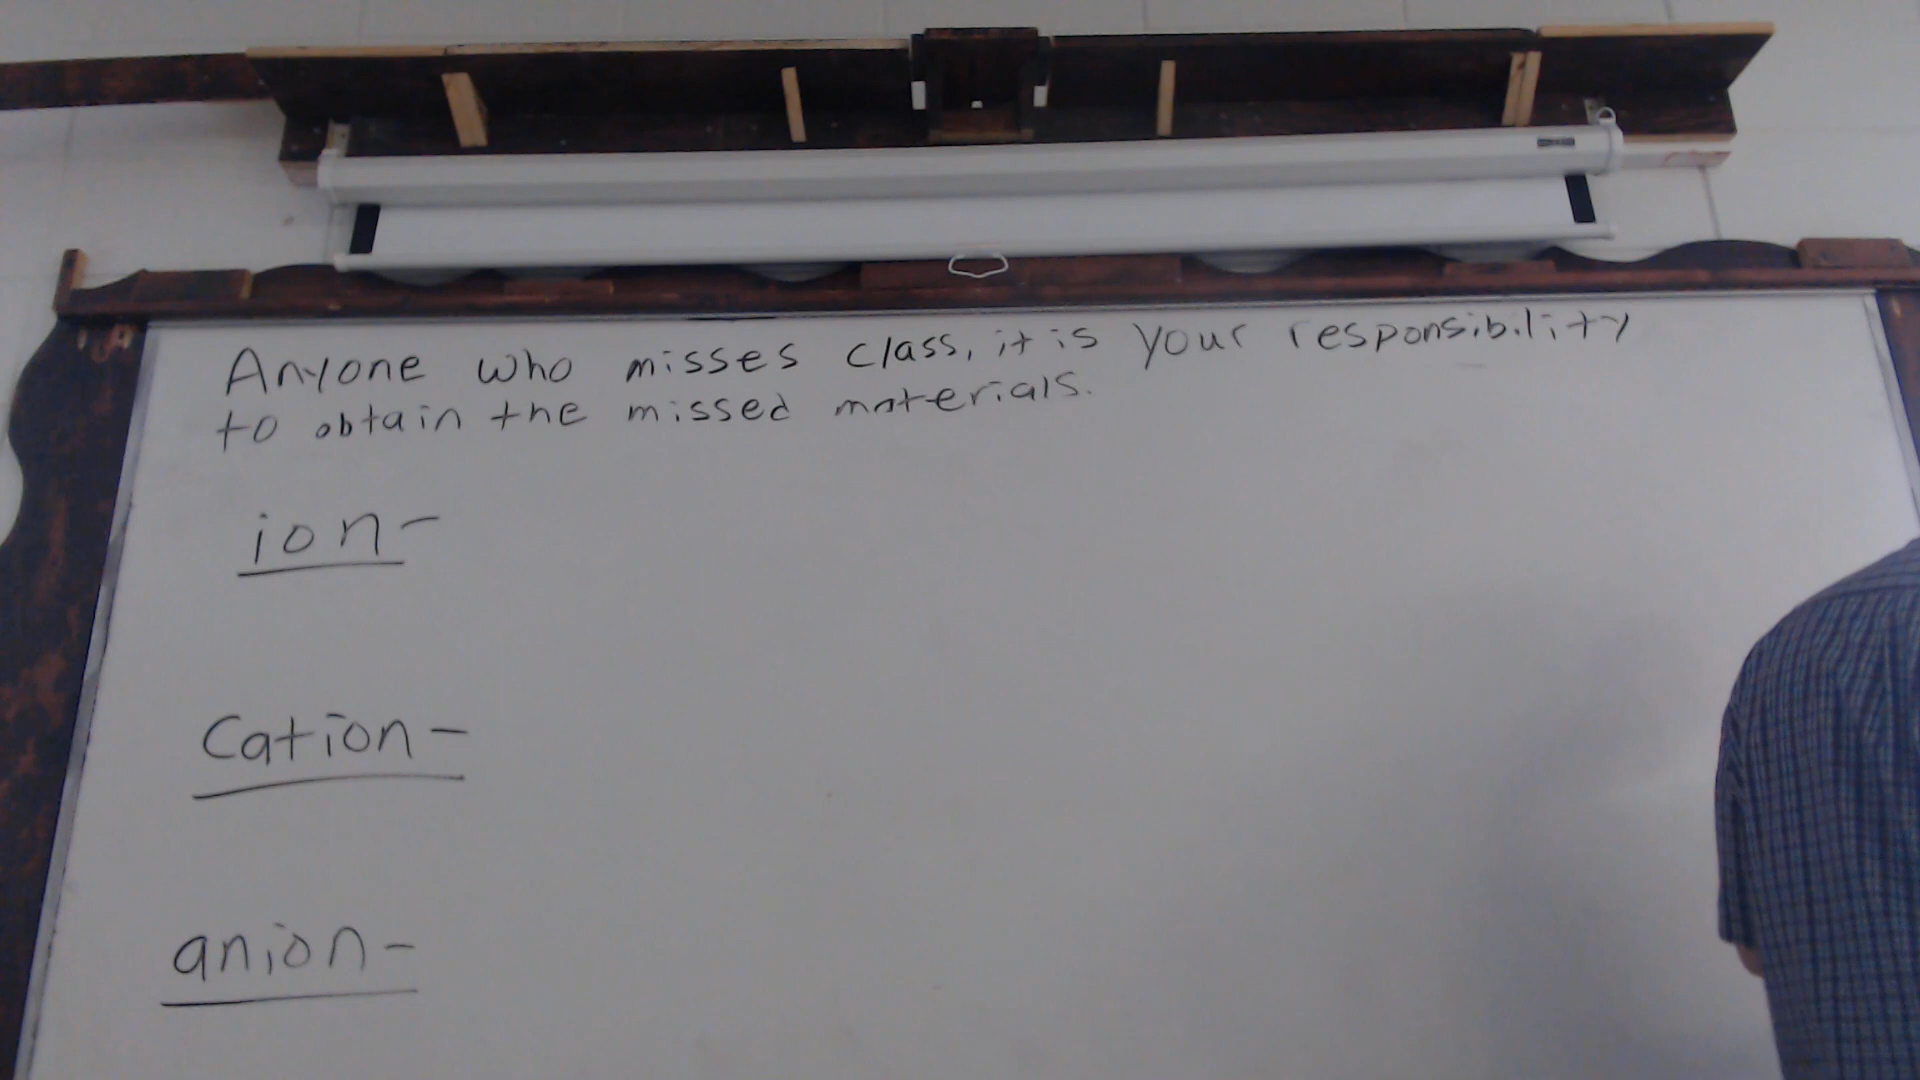 Anyone who misses class, it is your responsibility
to obtain the missed materials.
ion-
Cation-
anion-